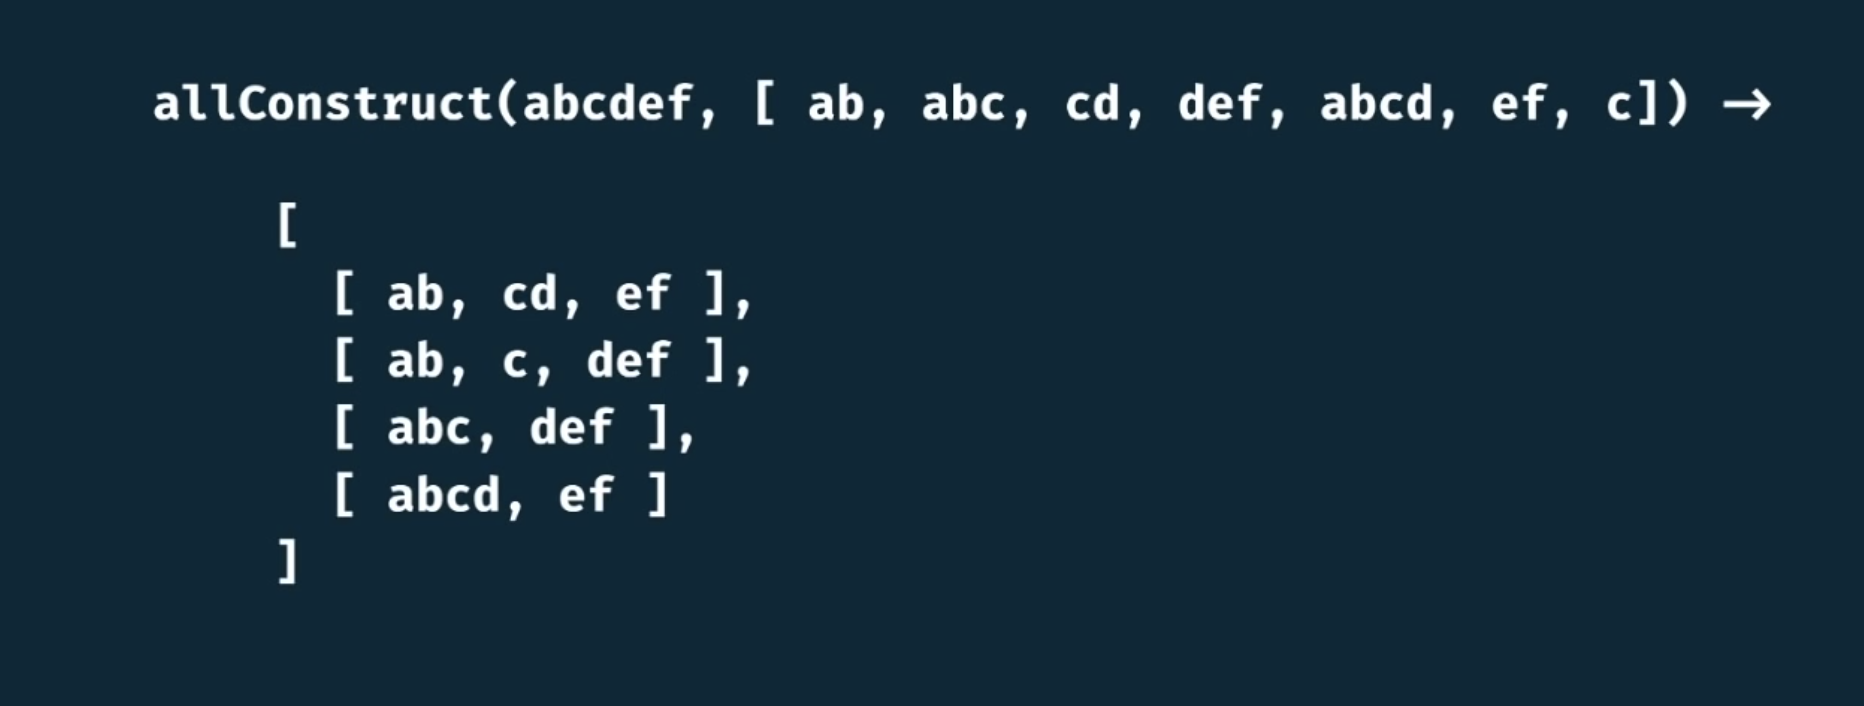 allConstruct(abcdef, [ ab, abc, cd, def, abcd, ef, c]) →
[
[ ab, cd, ef ],
[ ab, c, def ],
[ abc, def ],
[ abcd, ef ]
]